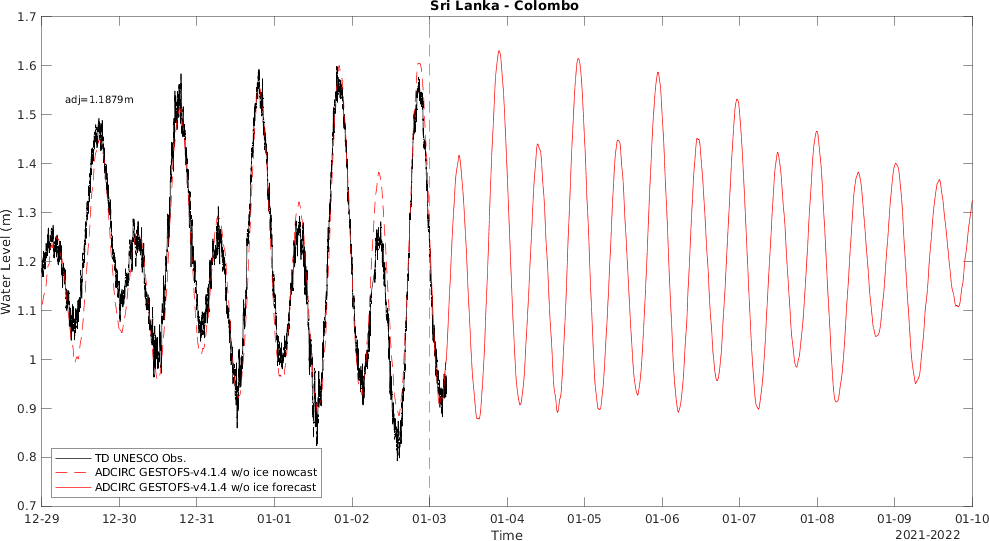 Sri Lanka - Colombo
1.7
1.6
1.5
1.4
1.3
1.2
1.1
1
0.9
0.8
0.7
Water Level (m)
adj=1.1879m
TD UNESCO Obs.
ADCIRC GESTOFS-v4.1.4 w/o ice nowcast
ADCIRC GESTOFS-v4.1.4 w/o ice forecast
12-29 12-30 12-31 01-01 01-02 01-03 01-04 01-05 01-06 01-07 01-08 01-09 01-10
Time
2021-2022